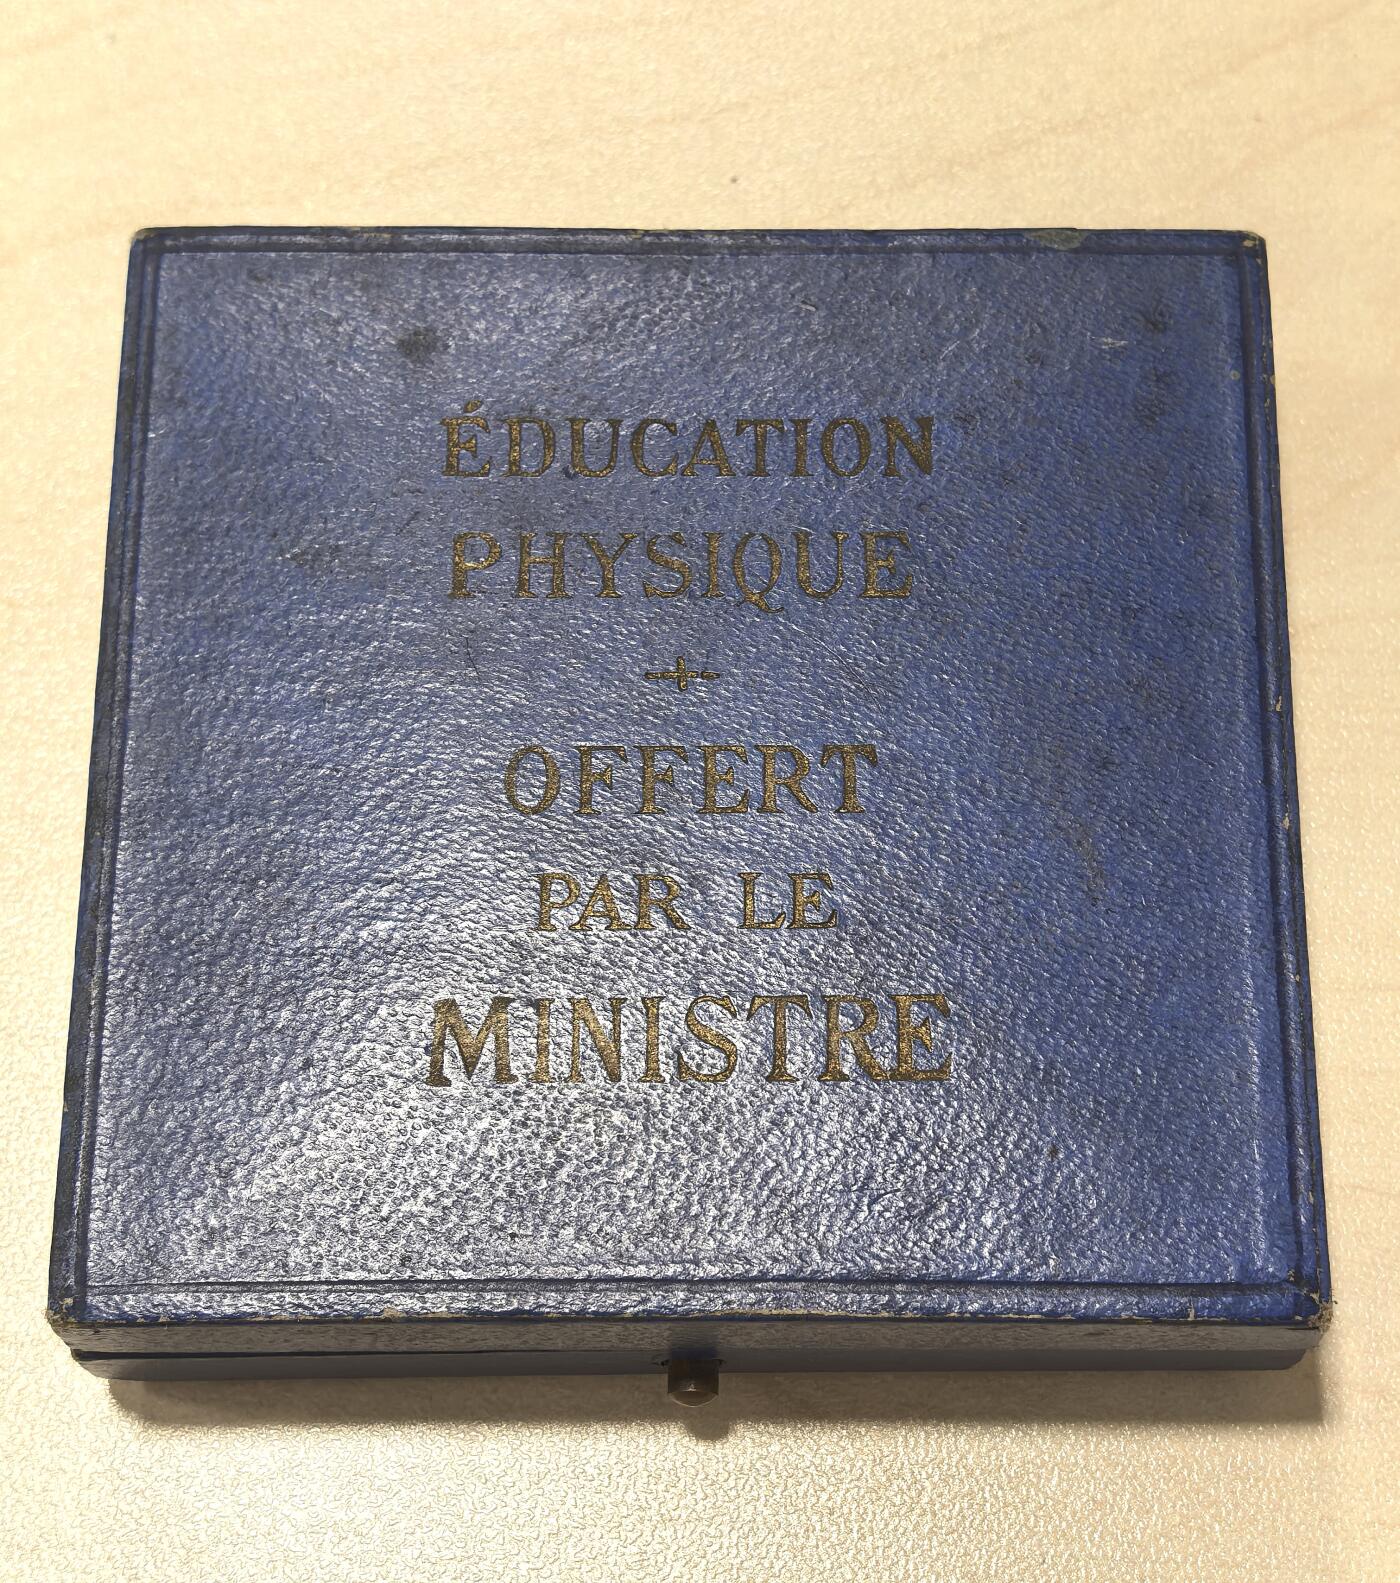 ÉDUCATION
PHYSIQUE
+
OFFERT
PAR LE
MINISTRE